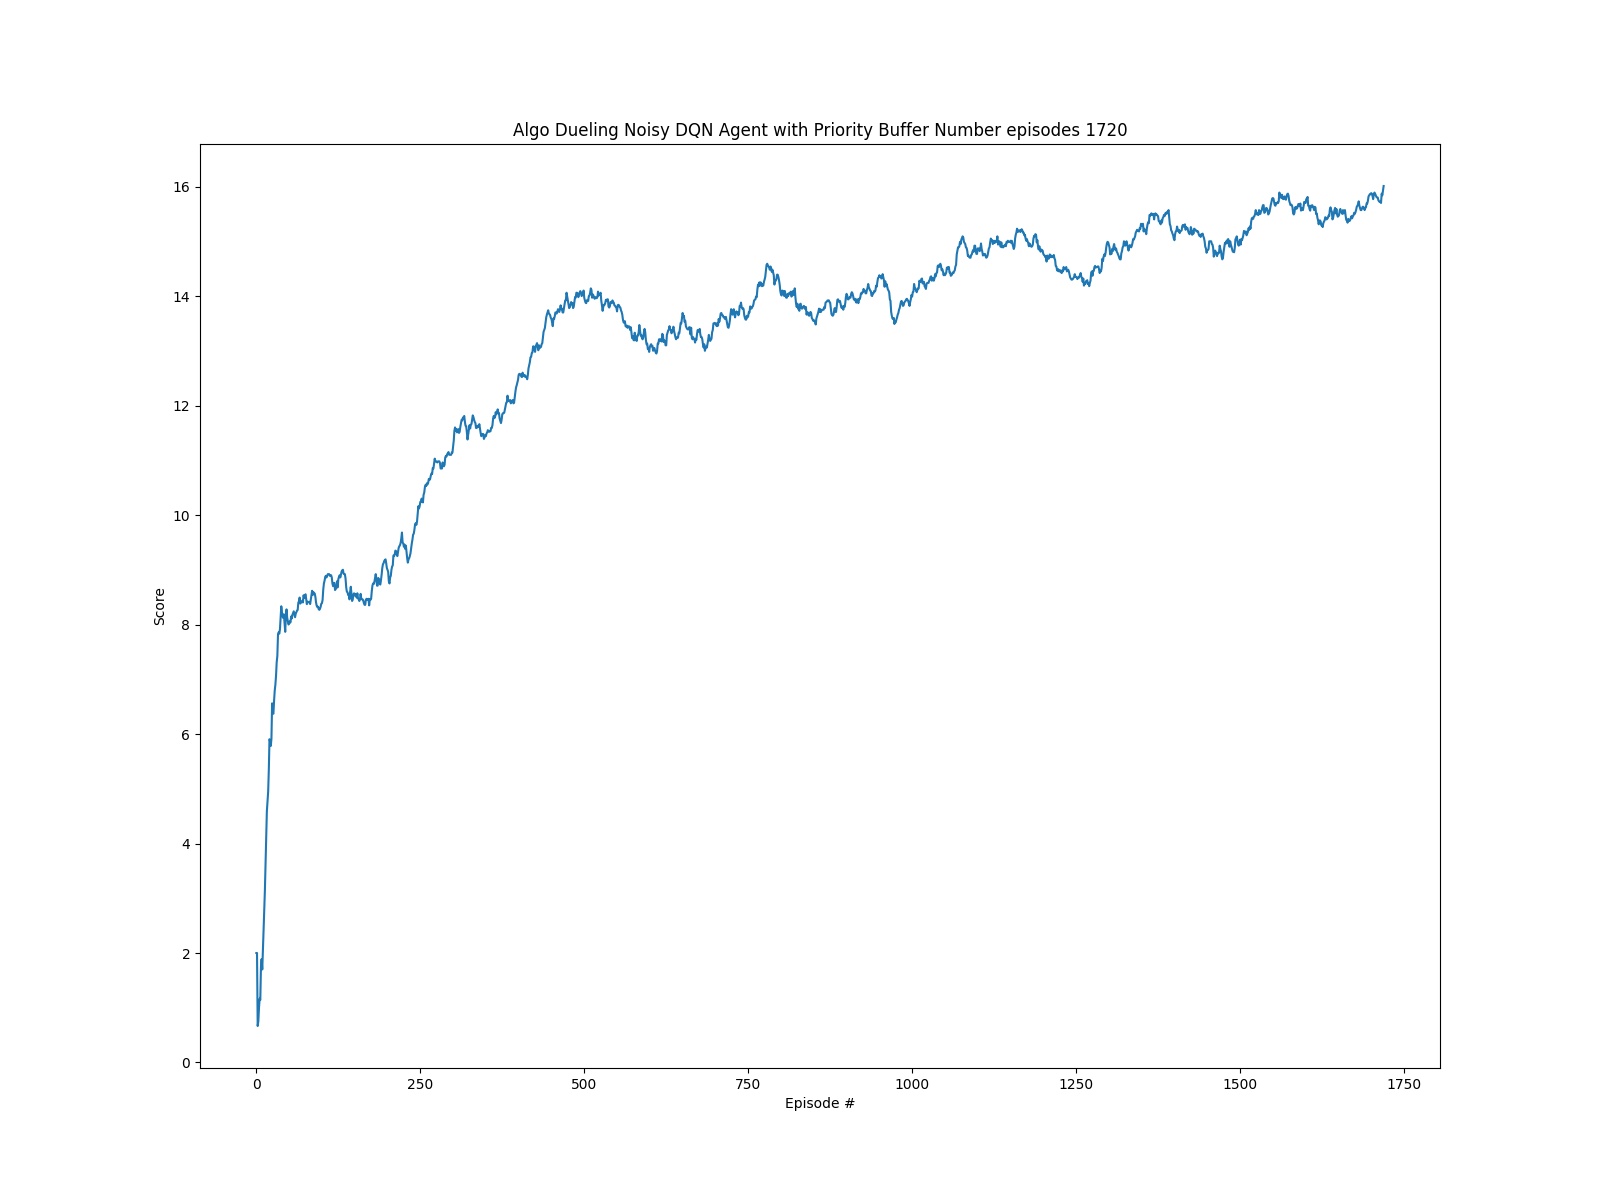 Algo Dueling Noisy DQN Agent with Priority Buffer Number episodes 1720
16
14
12
10
8
6
4
2
0
Score
0 250 500 750 1000 1250 1500 1750
Episode #